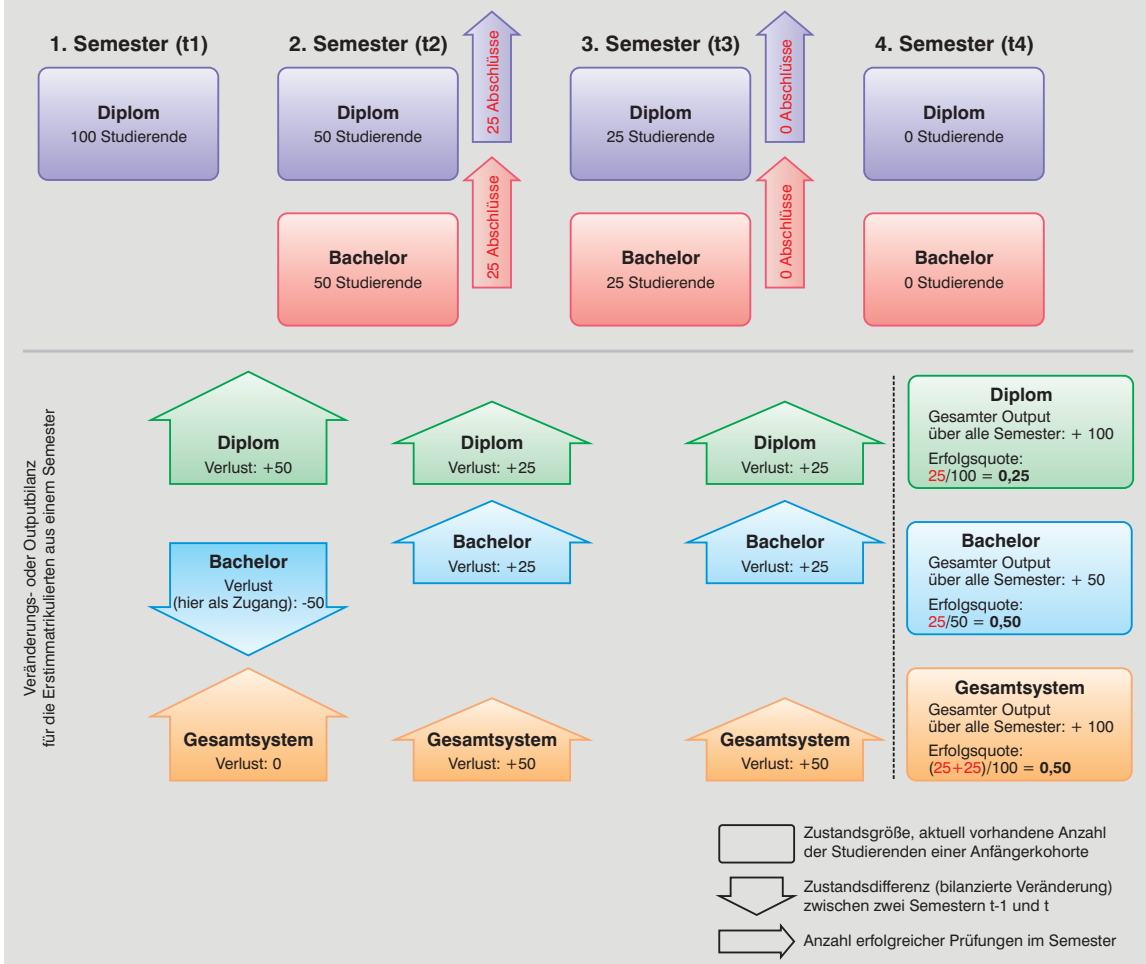 1. Semester (t1)
2. Semester (t2)
3. Semester (t3)
4. Semester (t4)
Diplom
100 Studierende
Diplom
50 Studierende
25 Abschlüsse
Diplom
25 Studierende
0 Abschlüsse
Diplom
0 Studierende
Bachelor
50 Studierende
25 Abschlüsse
Bachelor
25 Studierende
0 Abschlüsse
Bachelor
0 Studierende
Veränderungs- oder Outputbilanz
für die Erstimmatrikulierten aus einem Semester
Diplom
Verlust: +50
Diplom
Verlust: +25
Diplom
Verlust: +25
Diplom
Gesamter Output
über alle Semester: + 100
Erfolgsquote:
25/100 = 0,25
Bachelor
Verlust
(hier als Zugang): -50
Bachelor
Verlust: +25
Bachelor
Verlust: +25
Bachelor
Gesamter Output
über alle Semester: + 50
Erfolgsquote:
25/50 = 0,50
Gesamtsystem
Verlust: 0
Gesamtsystem
Verlust: +50
Gesamtsystem
Verlust: +50
Gesamtsystem
Gesamter Output
über alle Semester: + 100
Erfolgsquote:
(25+25)/100 = 0,50
Zustandsgröße, aktuell vorhandene Anzahl
der Studierenden einer Anfängerkohorte
Zustandsdifferenz (bilanzierte Veränderung)
zwischen zwei Semestern t-1 und t
Anzahl erfolgreicher Prüfungen im Semester